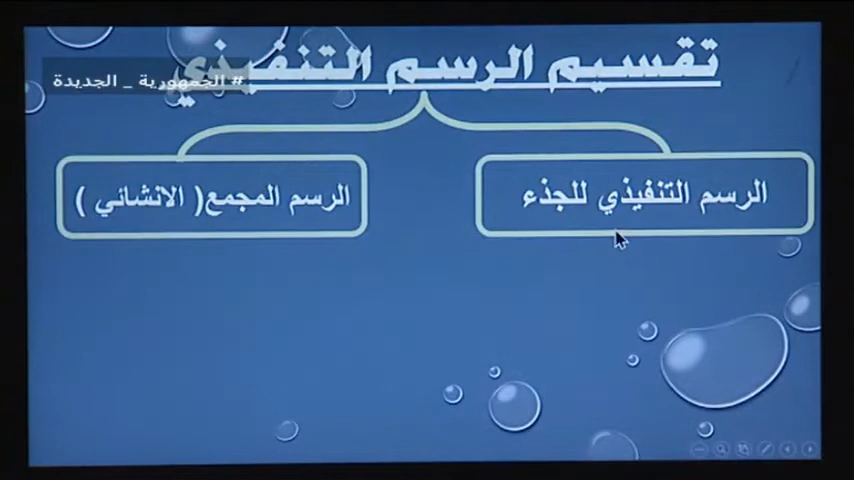 تقسيم الرسم التنفيذي
# الجمهورية _ الجديدة
الرسم التنفيذي للجذء
الرسم المجمع( الانشائي )